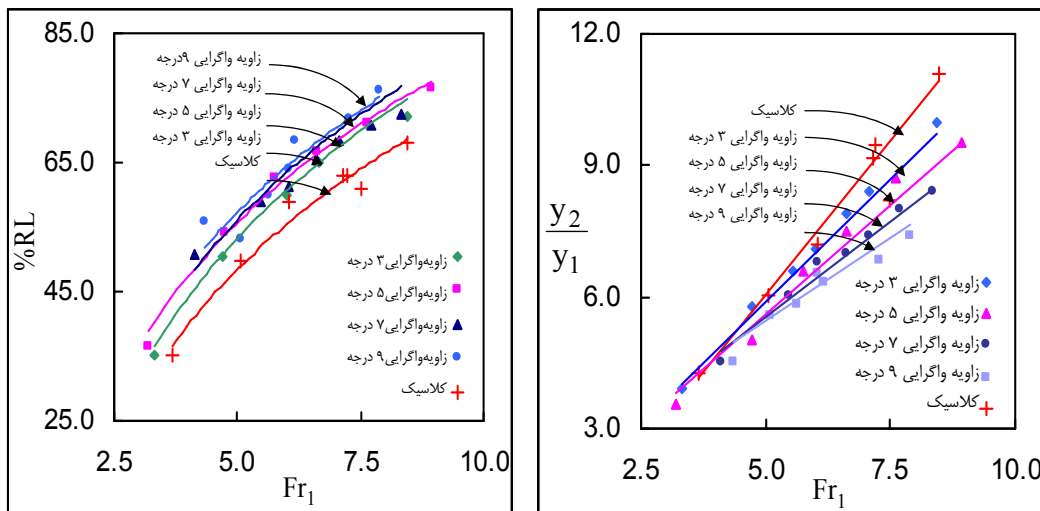 85.0
65.0
45.0
25.0
%RL
2.5 5.0 7.5 10.0
Fr1
زاویه واگرایی ۹درجه
زاویه واگرایی ۷ درجه
زاویه واگرایی ۵ درجه
زاویه واگرایی ۳ درجه
کلاسیک
زاویه‌واگرایی۳ درجه
زاویه‌واگرایی۵ درجه
زاویه‌واگرایی۷ درجه
زاویه‌واگرایی۹ درجه
کلاسیک
12.0
9.0
6.0
3.0
y2
y1
2.5 5.0 7.5 10.0
Fr1
کلاسیک
زاویه واگرایی ۳ درجه
زاویه واگرایی ۵ درجه
زاویه واگرایی ۷ درجه
زاویه واگرایی ۹ درجه
زاویه واگرایی ۳ درجه
زاویه واگرایی ۵ درجه
زاویه واگرایی ۷ درجه
زاویه واگرایی ۹ درجه
کلاسیک